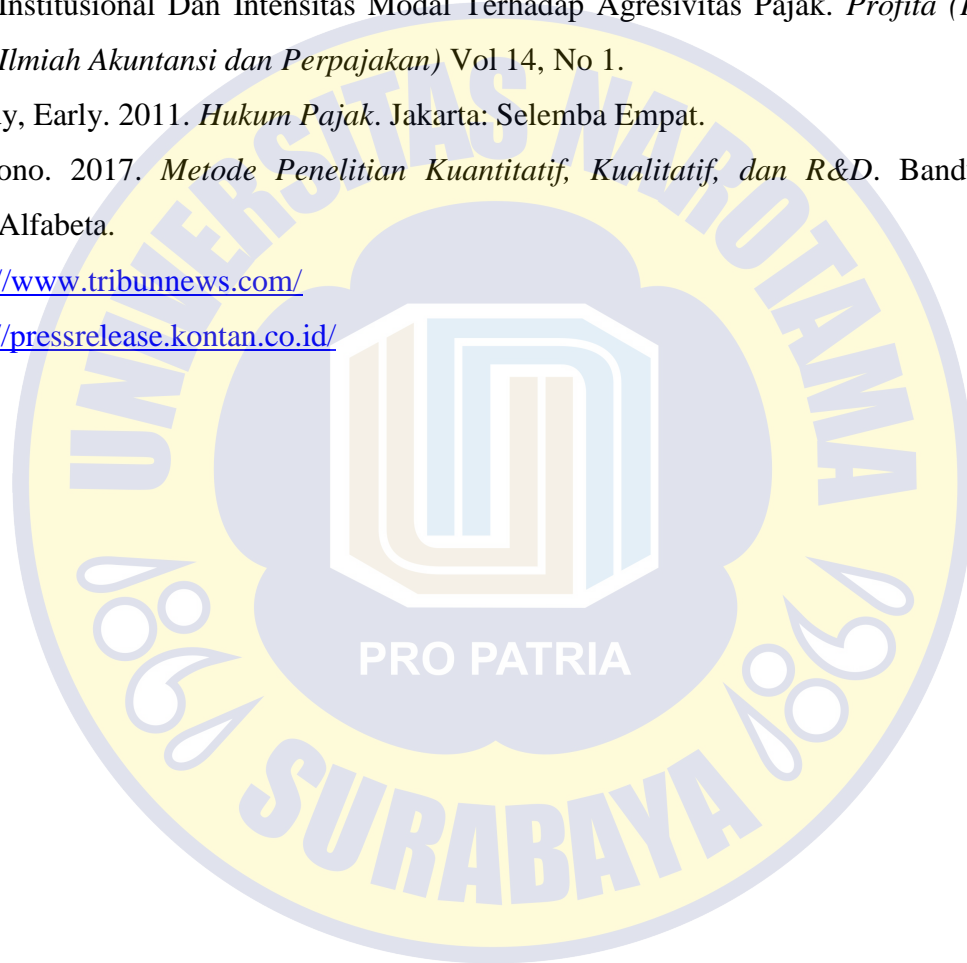 Institusional Dan Intensitas Modal Terhadap Agresivitas Pajak. Profita (
Ilmiah Akuntansi dan Perpajakan) Vol 14, No 1.
y, Early. 2011. Hukum Pajak. Jakarta: Selemba Empat.
ono. 2017. Metode Penelitian Kuantitatif, Kualitatif, dan R&D. Band
Alfabeta.
//www.tribunnews.com/
//pressrelease.kontan.co.id/
UNIVERSITAS NAROTAMA
PRO PATRIA
SURABAYA
1981